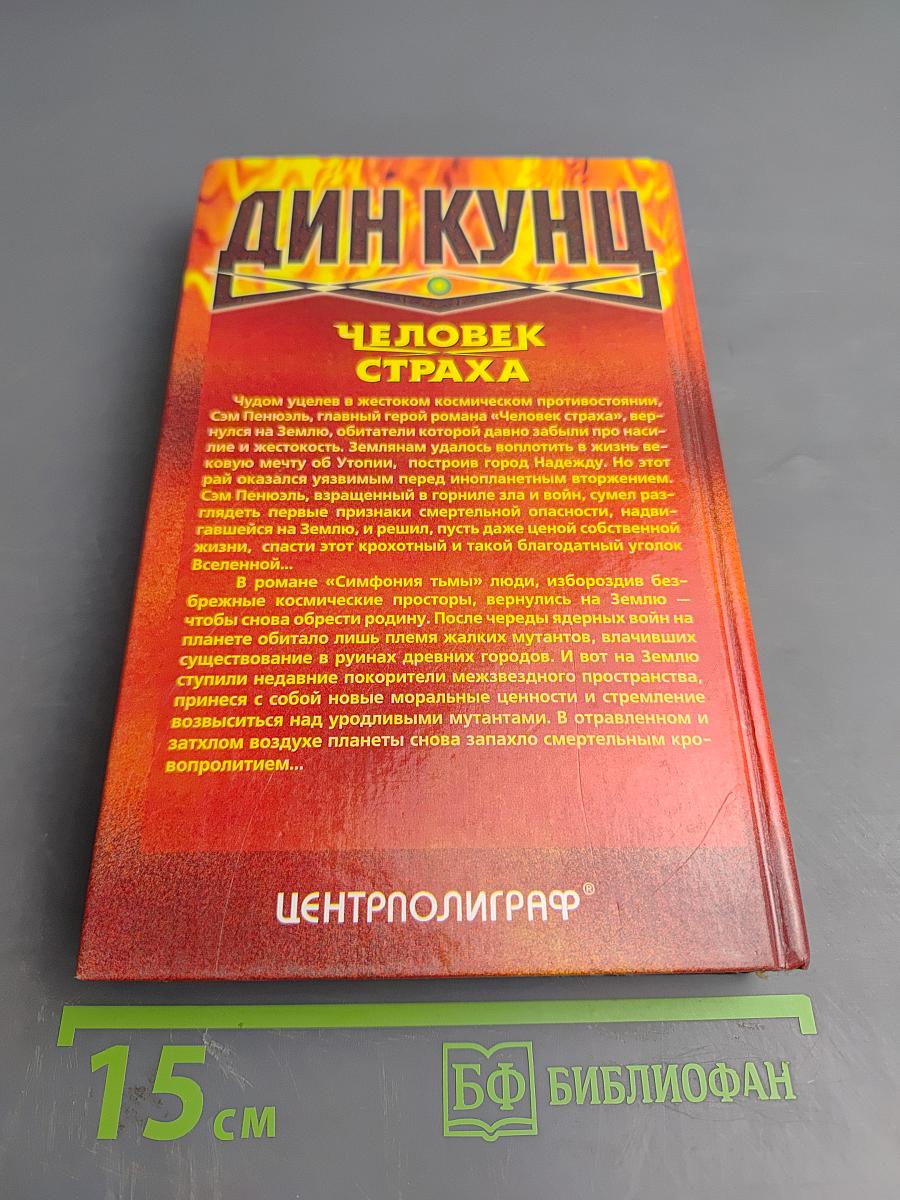 ДИН КУНЦ
ЧЕЛОВЕК
СТРАХА
Чудом уцелев в жестоком космическом противостоянии,
Сэм Пенюэль, главный герой романа «Человек страха», вер-
нулся на Землю, обитатели которой давно забыли про наси-
лие и жестокость. Землянам удалось воплотить в жизнь ве-
ковую мечту об Утопии, построив город Надежду. Но этот
рай оказался уязвимым перед инопланетным вторжением.
Сэм Пенюэль, взращенный в горниле зла и войн, сумел раз-
глядеть первые признаки смертельной опасности, надви-
гавшейся на Землю, и решил, пусть даже ценой собственной
жизни, спасти этот крохотный и такой благодатный уголок
Вселенной...
В романе «Симфония тьмы» люди, избороздив без-
брежные космические просторы, вернулись на Землю —
чтобы снова обрести родину. После череды ядерных войн на
планете обитало лишь племя жалких мутантов, влачивших
существование в руинах древних городов. И вот на Землю
ступили недавние покорители межзвездного пространства,
принеся с собой новые моральные ценности и стремление
возвыситься над уродливыми мутантами. В отравленном и
затхлом воздухе планеты снова запахло смертельным кро-
вопролитием...
ЦЕНТРПОЛИГРАФ®
15 см
БФ БИБЛИОФАН